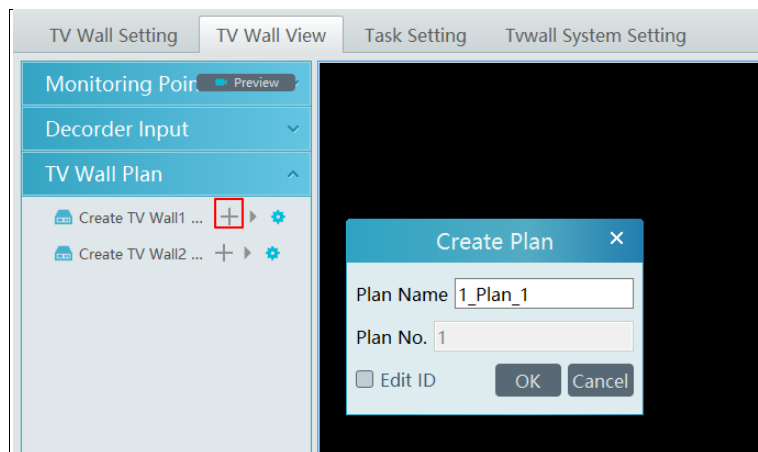 TV Wall Setting TV Wall View Task Setting Tvwall System Setting
Monitoring Poin Preview
Decorder Input
TV Wall Plan
Create TV Wall1 ...
Create TV Wall2 ...
Create Plan
Plan Name 1_Plan_1
Plan No. 1
Edit ID OK Cancel